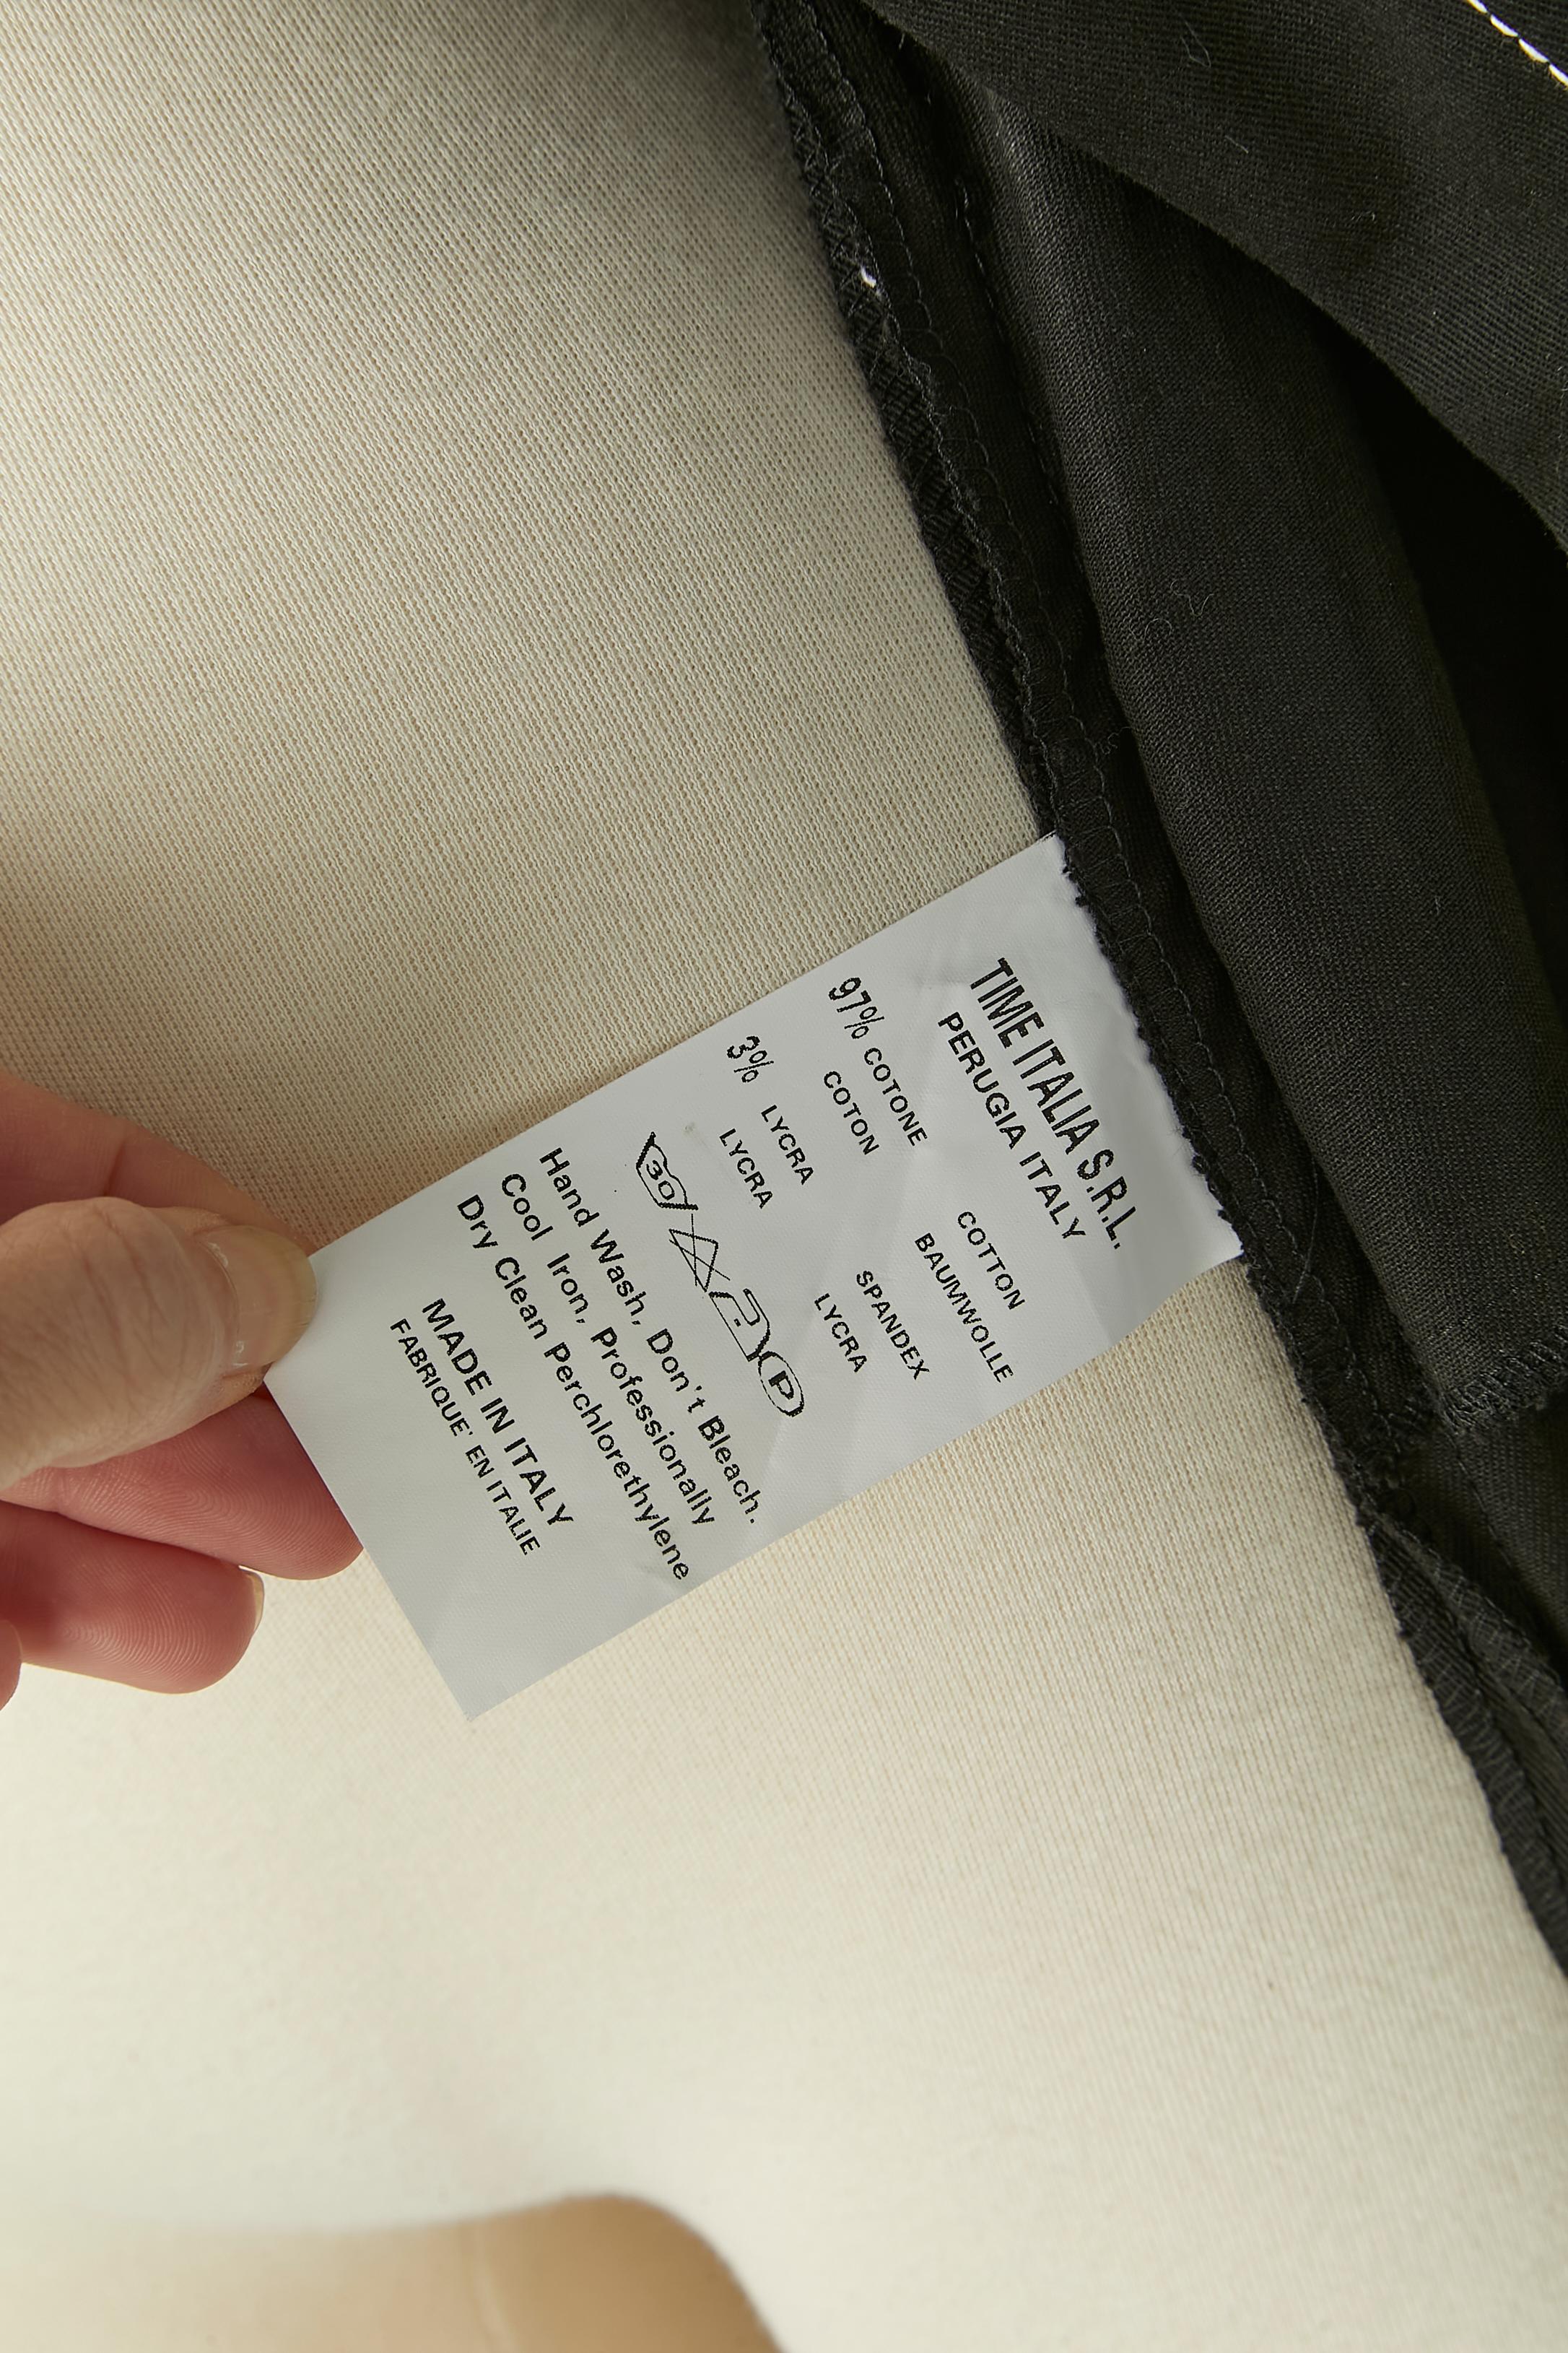 TIME ITALIA S.R.L.
PERUGIA ITALY
97% COTONE COTTON
COTON BAUMWOLLE
3% LYCRA SPANDEX
LYCRA LYCRA
30 P
Hand Wash, Don't Bleach.
Cool Iron, Professionally
Dry Clean Perchlorethylene
MADE IN ITALY
FABRIQUE' EN ITALIE